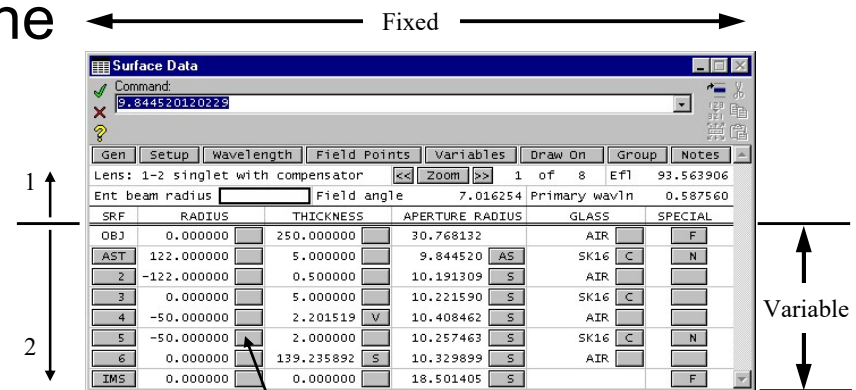 ne
Fixed
Surface Data
Command:
9.844520120229
Gen Setup Wavelength Field Points Variables Draw On Group Notes
Lens: 1-2 singlet with compensator << Zoom >> 1 of 8 Efl 93.563906
1
Ent beam radius Field angle 7.016254 Primary wavln 0.587560
SRF RADIUS THICKNESS APERTURE RADIUS GLASS SPECIAL
OBJ 0.000000 250.000000 30.768132 AIR F
AST 122.000000 5.000000 9.844520 AS SK16 C N
2 -122.000000 0.500000 10.191309 S AIR
3 0.000000 5.000000 10.221590 S SK16 C
Variable
4 -50.000000 2.201519 V 10.408462 S AIR
2
5 -50.000000 2.000000 10.257463 S SK16 C N
6 0.000000 139.235892 S 10.329899 S AIR
IMS 0.000000 0.000000 18.501405 S F